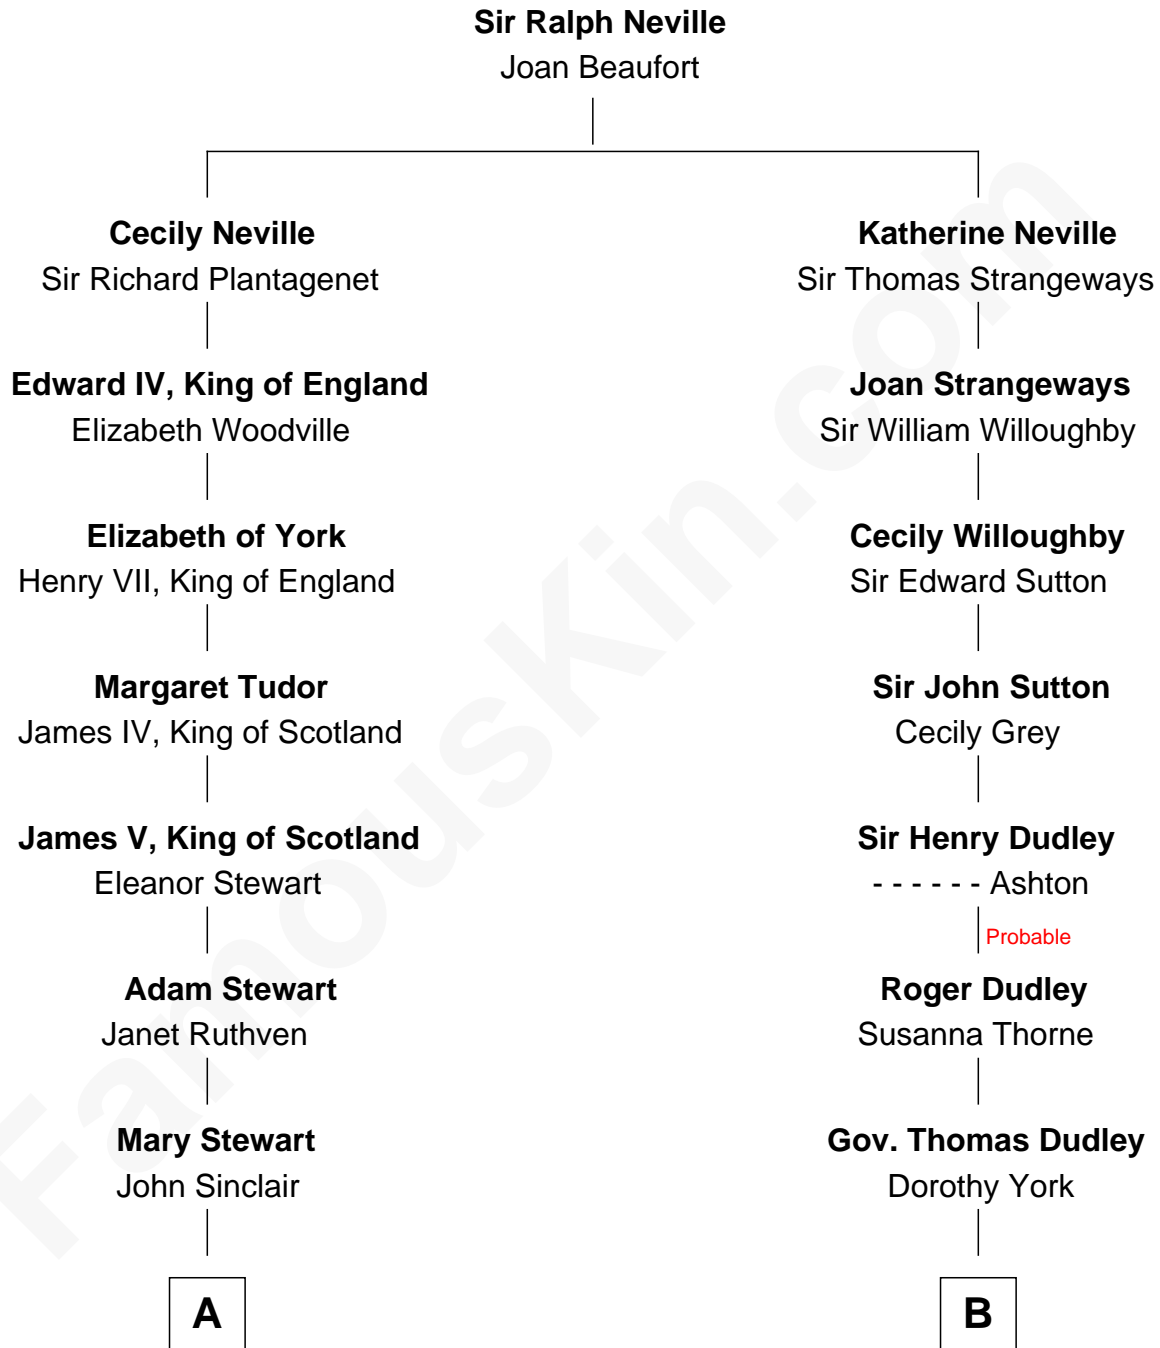 Sir Ralph Neville
Joan Beaufort
Cecily Neville
Sir Richard Plantagenet
Katherine Neville
Sir Thomas Strangeways
Edward IV, King of England
Elizabeth Woodville
Joan Strangeways
Sir William Willoughby
Elizabeth of York
Henry VII, King of England
Cecily Willoughby
Sir Edward Sutton
Margaret Tudor
James IV, King of Scotland
Sir John Sutton
Cecily Grey
James V, King of Scotland
Eleanor Stewart
Sir Henry Dudley
- - - - - - Ashton
Probable
Adam Stewart
Janet Ruthven
Roger Dudley
Susanna Thorne
Mary Stewart
John Sinclair
Gov. Thomas Dudley
Dorothy York
A
B
FamousKin.com